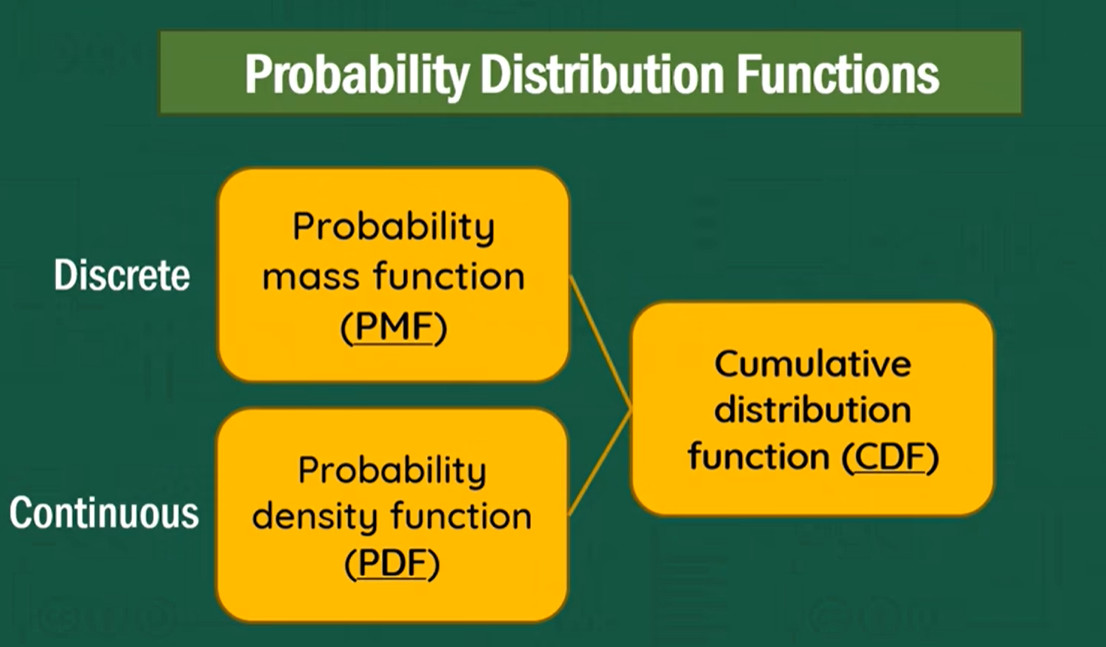 Probability Distribution Functions
Discrete
Probability
mass function
(PMF)
Continuous
Probability
density function
(PDF)
Cumulative
distribution
function (CDF)